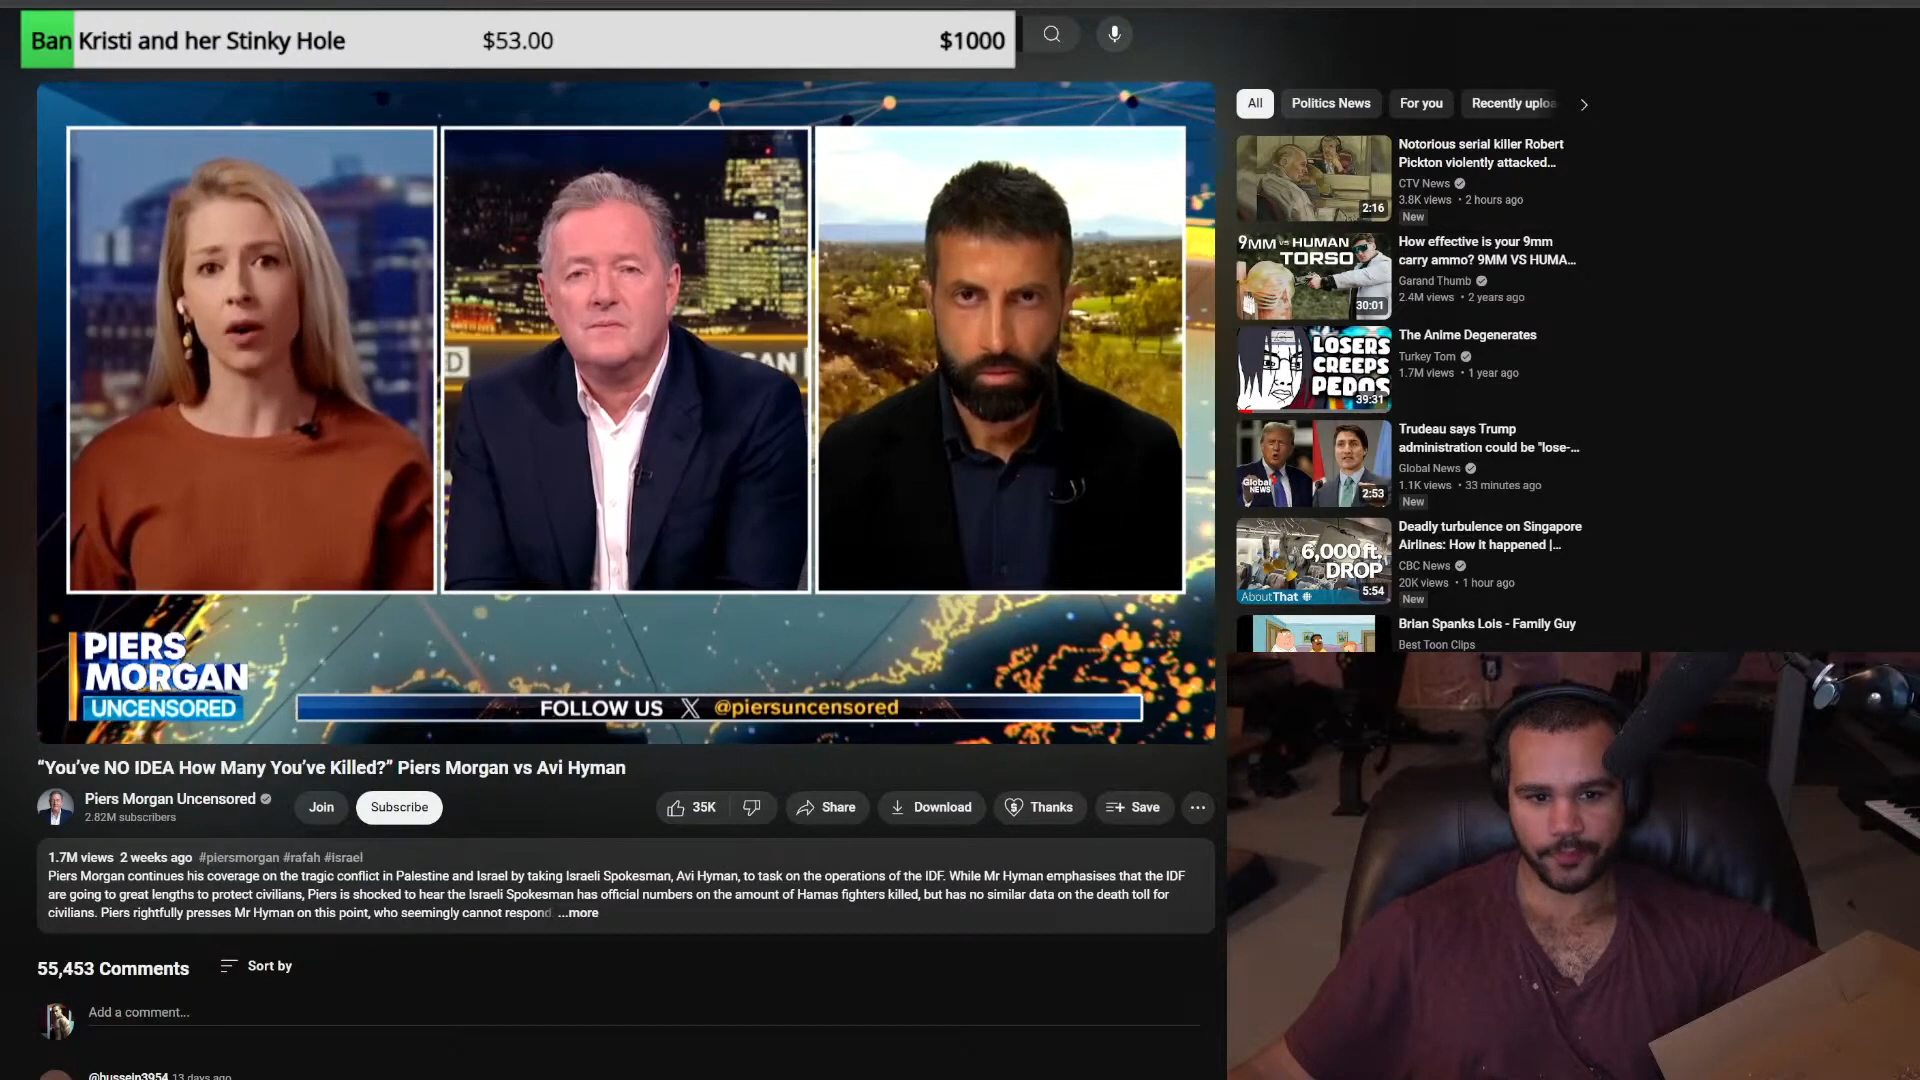 Ban Kristi and her Stinky Hole $53.00 $1000
All Politics News For you Recently uploa
PIERS
MORGAN
UNCENSORED
FOLLOW US X @piersuncensored
“You’ve NO IDEA How Many You’ve Killed?” Piers Morgan vs Avi Hyman
Piers Morgan Uncensored
2.82M subscribers
Join Subscribe 35K Share Download Thanks Save
1.7M views 2 weeks ago #piersmorgan #rafah #israel
Piers Morgan continues his coverage on the tragic conflict in Palestine and Israel by taking Israeli Spokesman, Avi Hyman, to task on the operations of the IDF. While Mr Hyman emphasises that the IDF
are going to great lengths to protect civilians, Piers is shocked to hear the Israeli Spokesman has official numbers on the amount of Hamas fighters killed, but has no similar data on the death toll for
civilians. Piers rightfully presses Mr Hyman on this point, who seemingly cannot respond ...more
55,453 Comments Sort by
Add a comment...
@hussein3954 13 days ago
Notorious serial killer Robert
Pickton violently attacked...
CTV News
3.8K views • 2 hours ago
New
2:16
9MM VS HUMAN
TORSO
30:01
How effective is your 9mm
carry ammo? 9MM VS HUMA...
Garand Thumb
2.4M views • 2 years ago
LOSERS
CREEPS
PEDOS
39:31
The Anime Degenerates
Turkey Tom
1.7M views • 1 year ago
Global
NEWS
2:53
Trudeau says Trump
administration could be "lose-...
Global News
1.1K views • 33 minutes ago
New
6,000 ft.
DROP
About That
5:54
Deadly turbulence on Singapore
Airlines: How it happened |...
CBC News
20K views • 1 hour ago
New
Brian Spanks Lois - Family Guy
Best Toon Clips